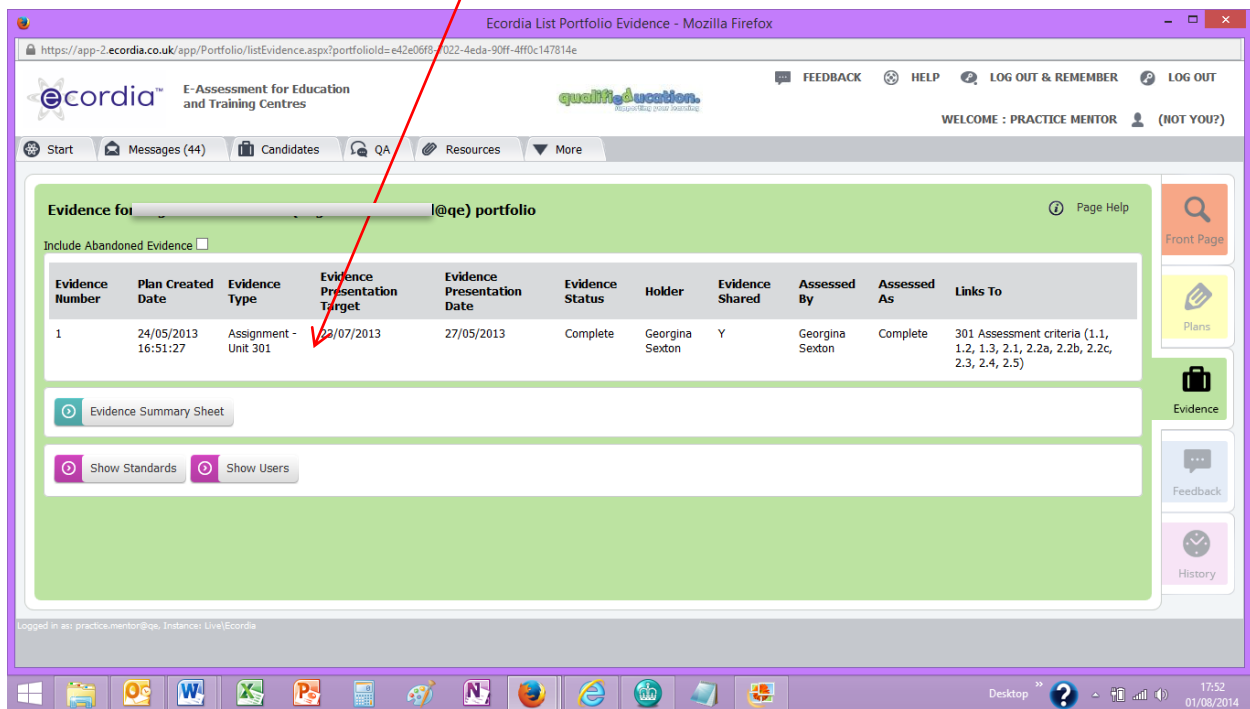 Ecordia List Portfolio Evidence - Mozilla Firefox
https://app-2.ecordia.co.uk/app/Portfolio/listEvidence.aspx?portfolioId=e42e06f8-7022-4eda-90ff-4ff0c147814e
FEEDBACK HELP LOG OUT & REMEMBER LOG OUT
ecordia™ E-Assessment for Education
and Training Centres
qualifieducation.
Supporting your learning
WELCOME : PRACTICE MENTOR (NOT YOU?)
Start Messages (44) Candidates QA Resources More
Evidence for l@qe) portfolio
Page Help
Include Abandoned Evidence
Evidence Number Plan Created Date Evidence Type Evidence Presentation Target Evidence Presentation Date Evidence Status Holder Evidence Shared Assessed By Assessed As Links To
1 24/05/2013 Assignment - 23/07/2013 27/05/2013 Complete Georgina Y Georgina Complete 301 Assessment criteria (1.1,
16:51:27 Unit 301 Sexton Sexton 1.2, 1.3, 2.1, 2.2a, 2.2b, 2.2c,
2.3, 2.4, 2.5)
Evidence Summary Sheet
Show Standards Show Users
Front Page
Plans
Evidence
Feedback
History
Logged in as: practice.mentor@qe, Instance: Live\Ecordia
Desktop 17:52
01/08/2014